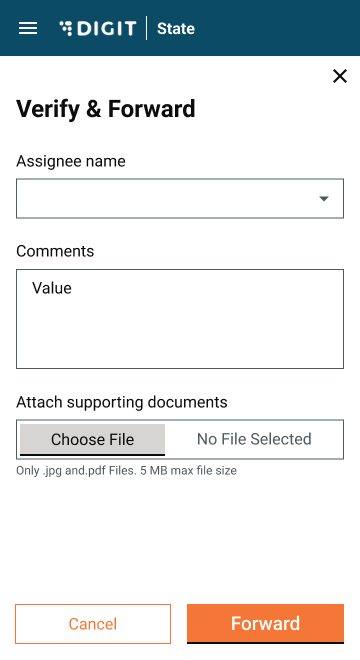 DIGIT State
Verify & Forward
Assignee name
Comments
Value
Attach supporting documents
Choose File No File Selected
Only .jpg and.pdf Files. 5 MB max file size
Cancel Forward